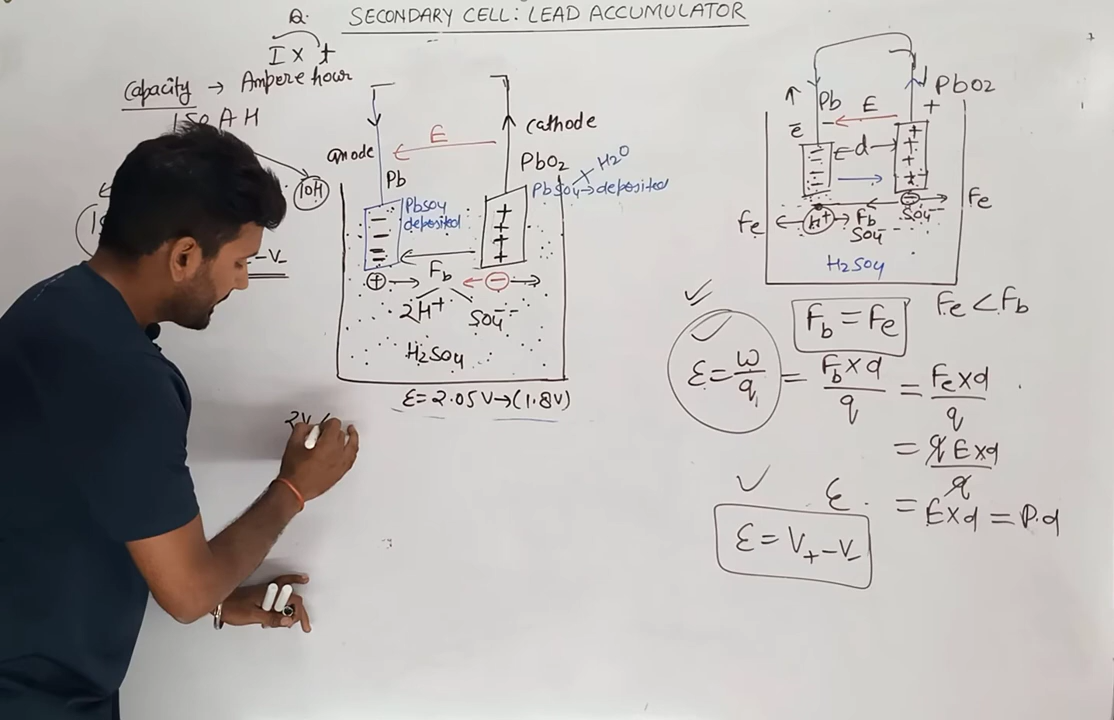 SECONDARY CELL: LEAD ACCUMULATOR
Q.
I x t
Capacity → Ampere hour
150 A H
10H
-V_
E
anode
cathode
Pb
PbO2
PbSO4
deposited
PbSO4→deposited
H2O
Fb
2H+
SO4--
H2SO4
ε = 2.05V→(1.8V)
2V
Pb
E
PbO2
+
e
d
Fe
H+
Fb
SO4--
SO4--
Fe
H2SO4
Fb = Fe
Fe < Fb
ε = w/q = Fb x d/q = Fe x d/q
= qE x d/q
ε
= E x d = P.d
ε = V+ - V-